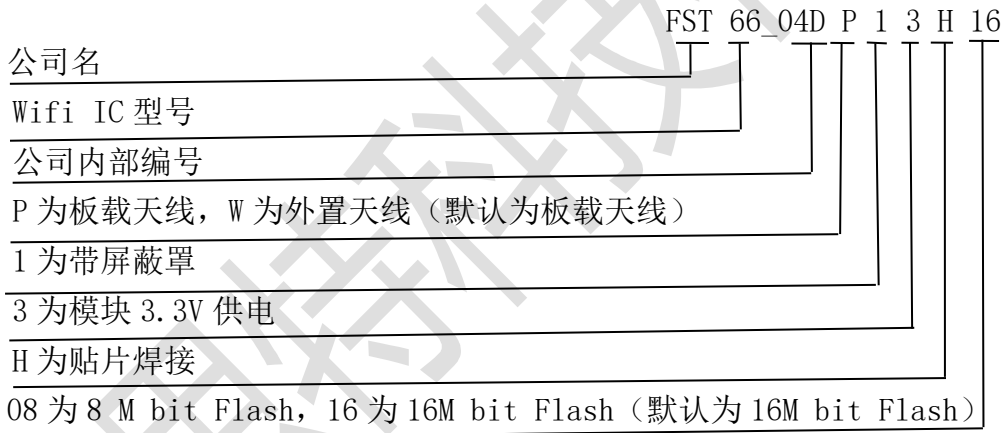 FST 66_04D P 1 3 H 16
公司名
Wifi IC 型号
公司内部编号
P 为板载天线，W 为外置天线（默认为板载天线）
1 为带屏蔽罩
3 为模块 3.3V 供电
H 为贴片焊接
08 为 8 M bit Flash，16 为 16M bit Flash（默认为 16M bit Flash）
特科技